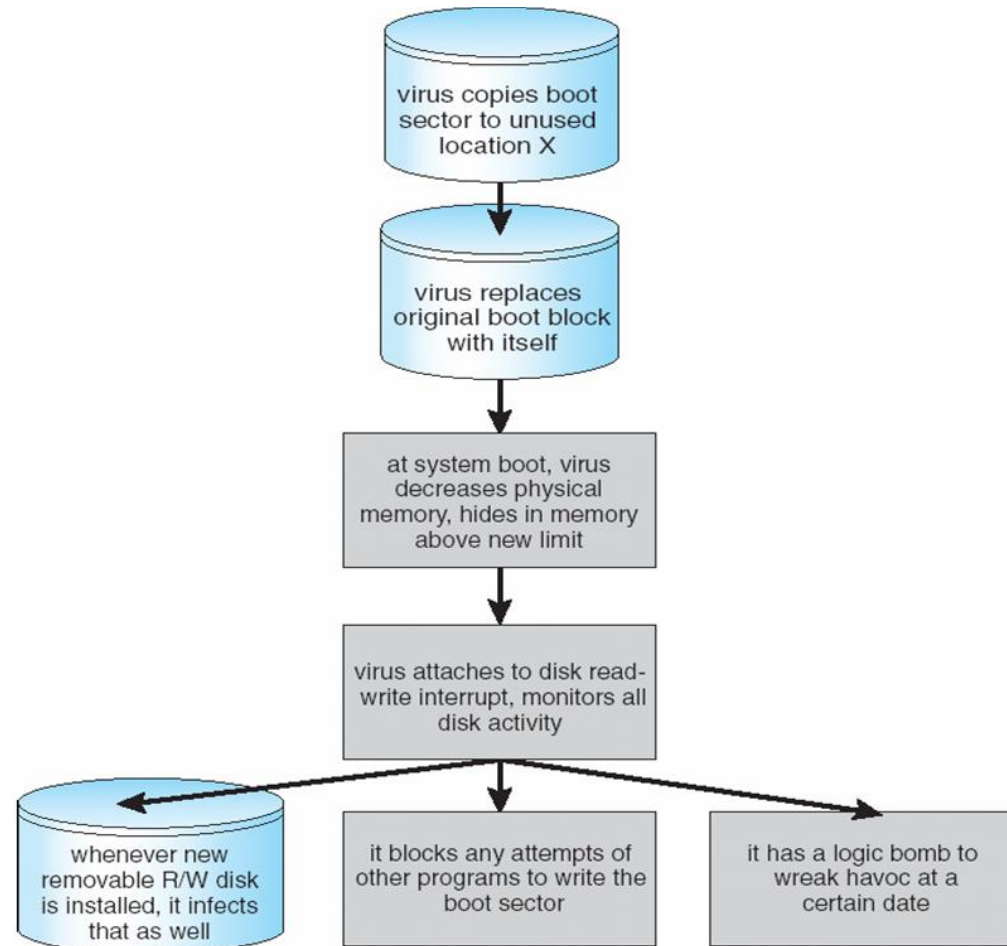 virus copies boot
sector to unused
location X
virus replaces
original boot block
with itself
at system boot, virus
decreases physical
memory, hides in memory
above new limit
virus attaches to disk read-
write interrupt, monitors all
disk activity
whenever new
removable R/W disk
is installed, it infects
that as well
it blocks any attempts of
other programs to write the
boot sector
it has a logic bomb to
wreak havoc at a
certain date